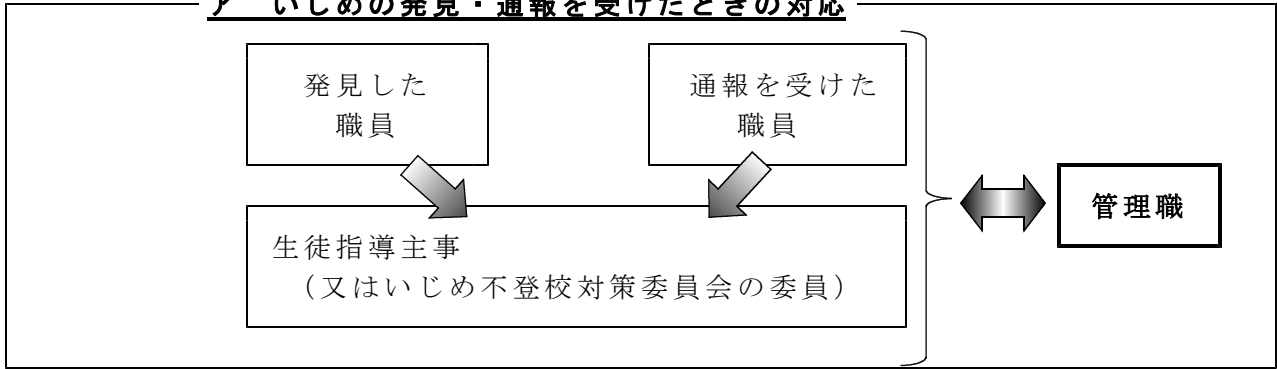 ア　いじめの発見・通報を受けたときの対応
発見した
職員
通報を受けた
職員
生徒指導主事
（又はいじめ不登校対策委員会の委員）
管理職